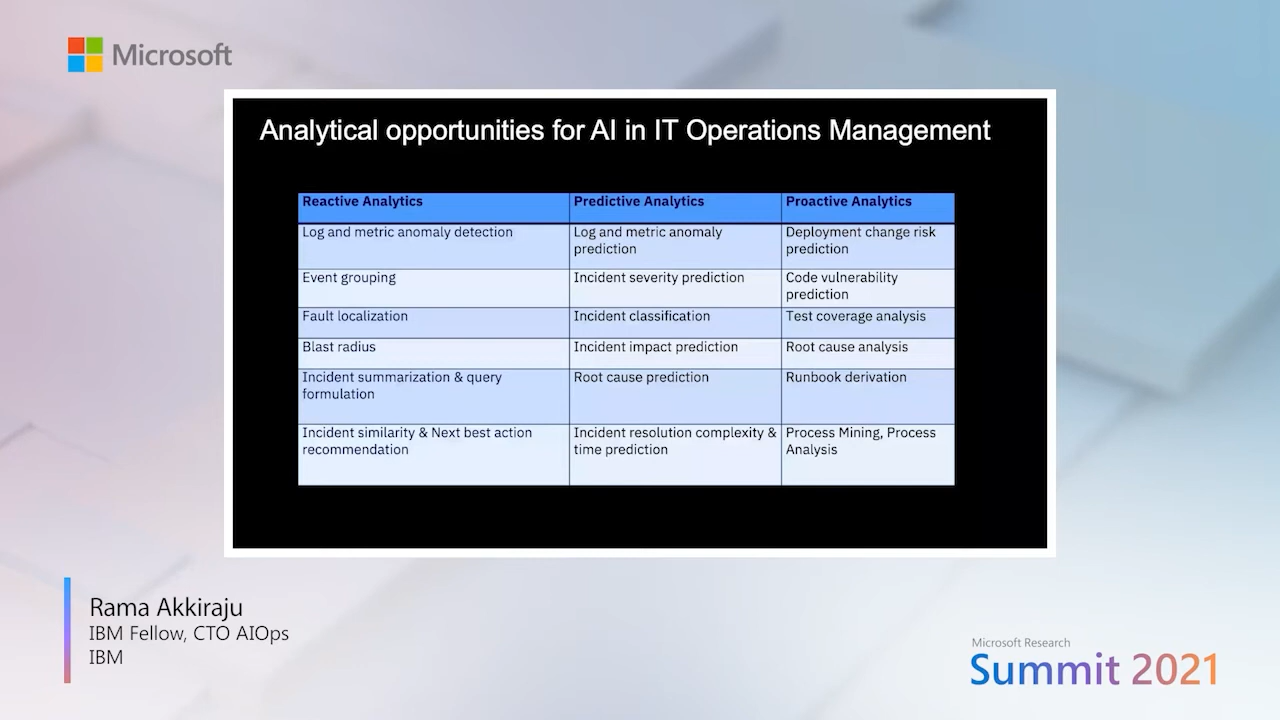 Microsoft
Analytical opportunities for AI in IT Operations Management
Reactive Analytics
Predictive Analytics
Proactive Analytics
Log and metric anomaly detection
Log and metric anomaly
prediction
Deployment change risk
prediction
Event grouping
Incident severity prediction
Code vulnerability
prediction
Fault localization
Incident classification
Test coverage analysis
Blast radius
Incident impact prediction
Root cause analysis
Incident summarization & query
formulation
Root cause prediction
Runbook derivation
Incident similarity & Next best action
recommendation
Incident resolution complexity &
time prediction
Process Mining, Process
Analysis
Rama Akkiraju
IBM Fellow, CTO AIOps
IBM
Microsoft Research
Summit 2021